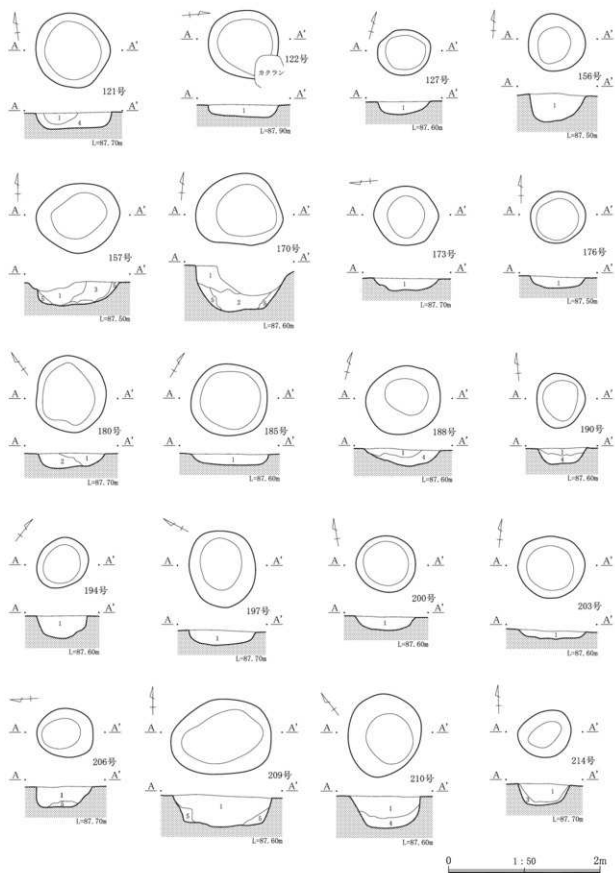 A A' 121号
A A' 122号
カクラン
A A' 127号
A A' 156号
A A' 1 4 L=87.70m
A A' 1 L=87.90m
A A' 1 L=87.60m
A A' 1 L=87.50m
A A' 157号
A A' 170号
A A' 173号
A A' 176号
A A' 1 3 L=87.50m
A A' 1 2 5 L=87.60m
A A' 1 L=87.70m
A A' 1 L=87.50m
A A' 180号
A A' 185号
A A' 188号
A A' 190号
A A' 2 1 L=87.70m
A A' 1 L=87.60m
A A' 1 4 L=87.60m
A A' 4 L=87.60m
A A' 194号
A A' 197号
A A' 200号
A A' 203号
A A' 1 L=87.60m
A A' 1 L=87.70m
A A' 1 L=87.60m
A A' 1 L=87.60m
A A' 206号
A A' 209号
A A' 210号
A A' 214号
A A' L=87.70m
A A' 1 5 5 L=87.60m
A A' 1 4 L=87.60m
A A' 1 L=87.70m
0 1:50 2m